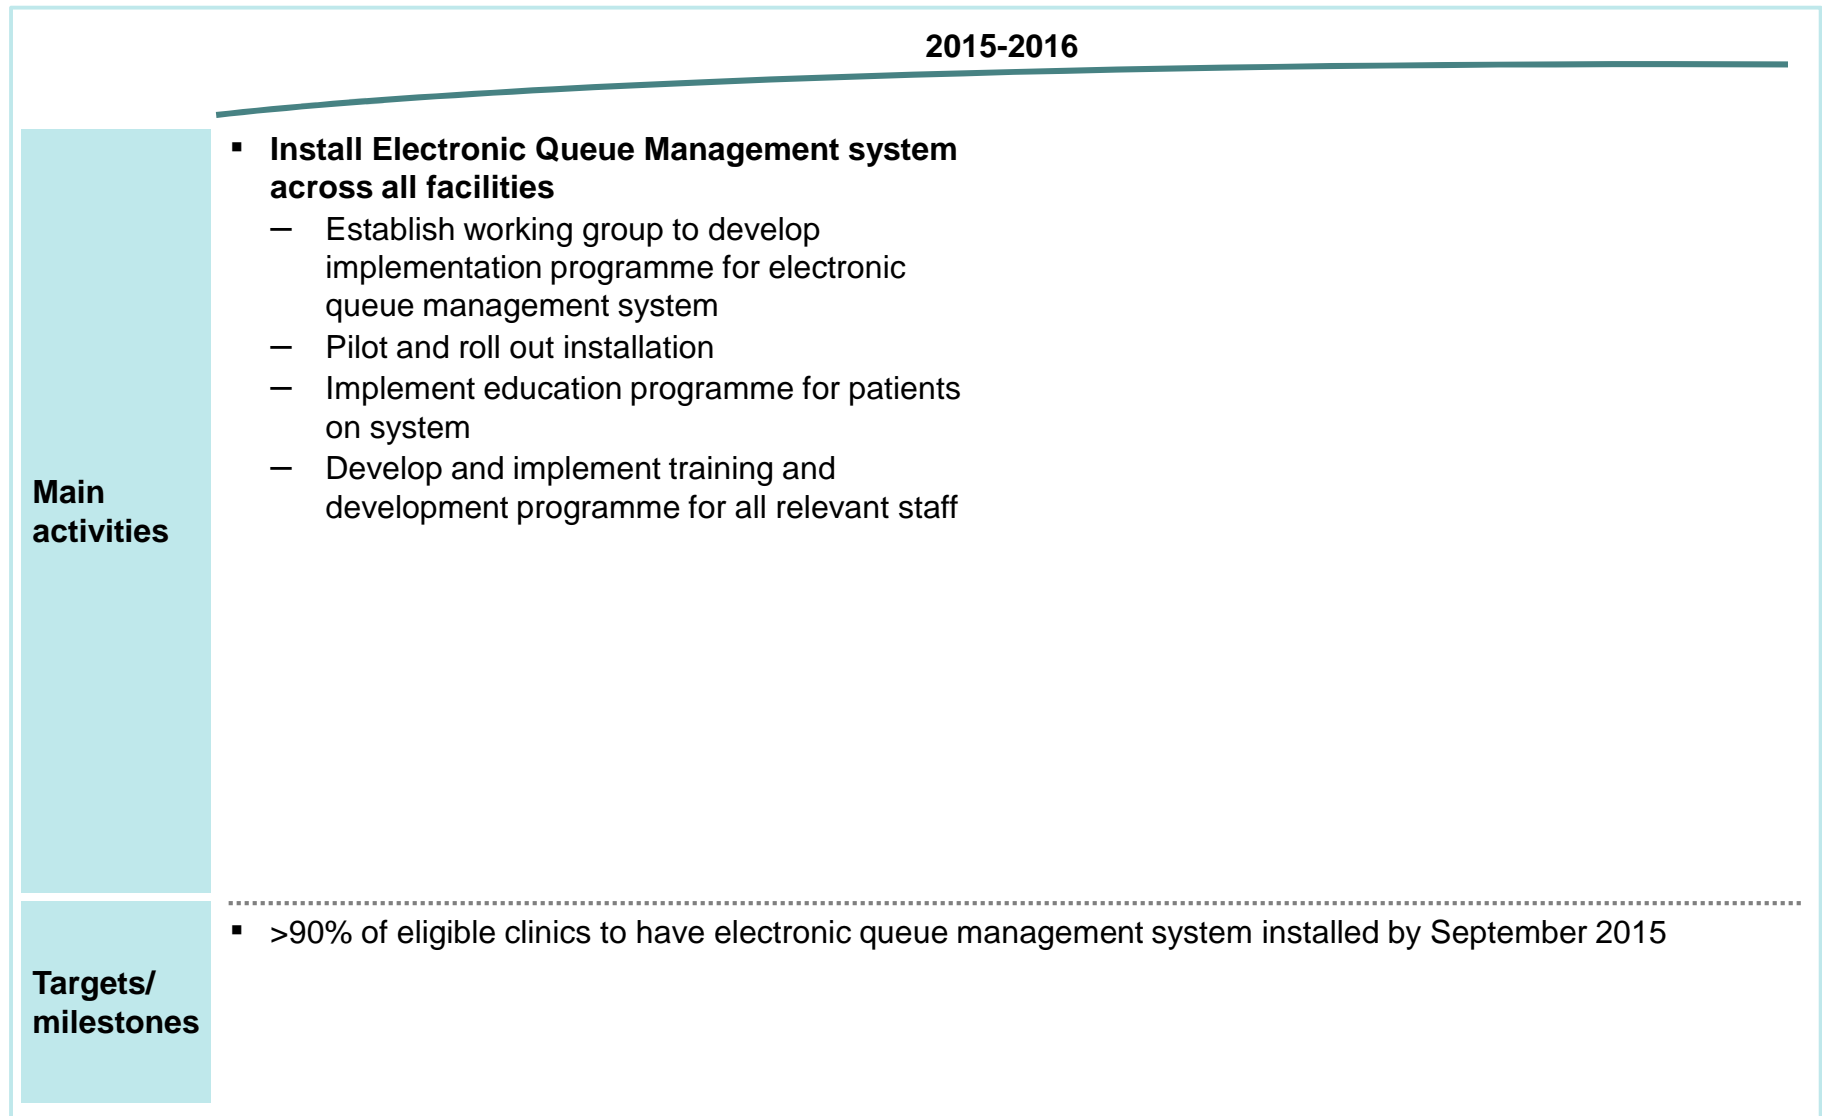 2015-2016
Main
activities
▪ Install Electronic Queue Management system
across all facilities
– Establish working group to develop
implementation programme for electronic
queue management system
– Pilot and roll out installation
– Implement education programme for patients
on system
– Develop and implement training and
development programme for all relevant staff
Targets/
milestones
▪ >90% of eligible clinics to have electronic queue management system installed by September 2015